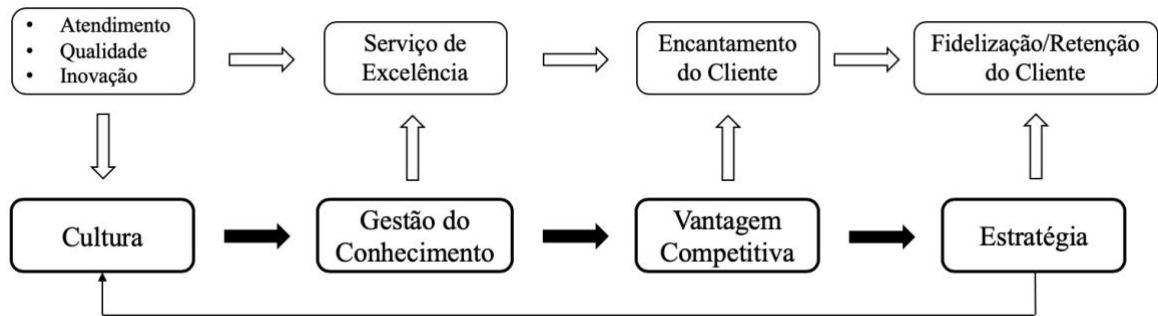 • Atendimento
• Qualidade
• Inovação
Serviço de
Excelência
Encantamento
do Cliente
Fidelização/Retenção
do Cliente
Cultura
Gestão do
Conhecimento
Vantagem
Competitiva
Estratégia